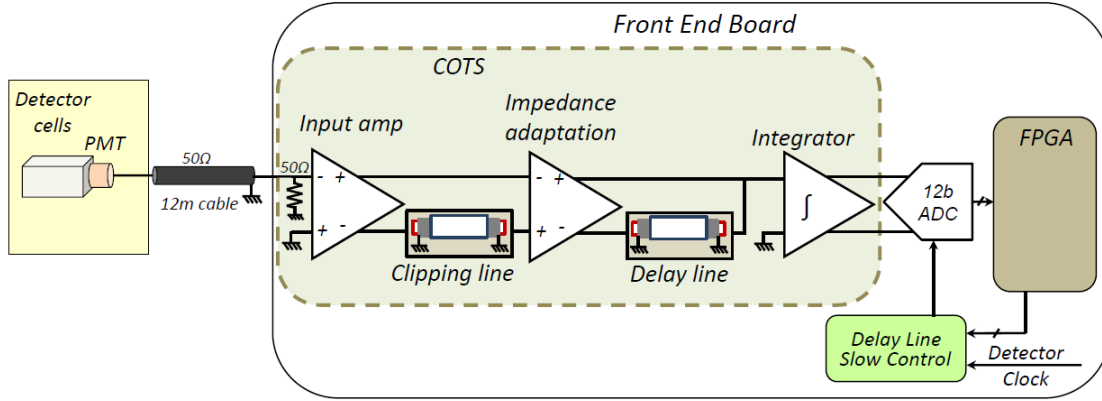 Front End Board
COTS
Detector
cells
PMT
50Ω
12m cable
50Ω
Input amp
- +
+ -
Clipping line
Impedance
adaptation
- +
+ -
Delay line
Integrator
∫
12b
ADC
FPGA
Delay Line
Slow Control
Detector
Clock